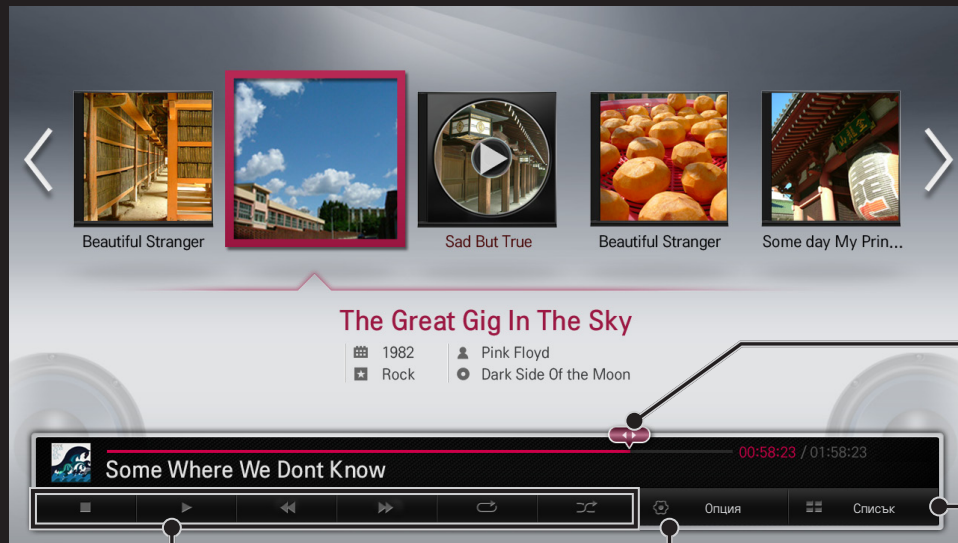 Beautiful Stranger
Sad But True
Beautiful Stranger
Some day My Prin...
The Great Gig In The Sky
1982
Pink Floyd
Rock
Dark Side Of the Moon
00:58:23 / 01:58:23
Some Where We Dont Know
Опция
Списък